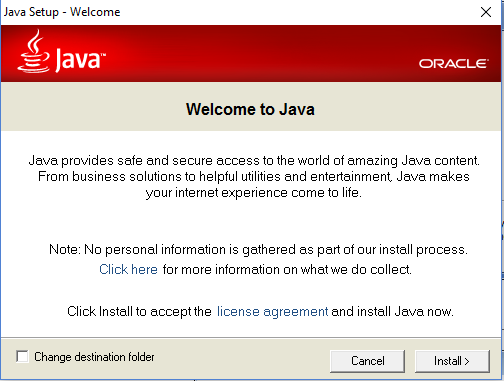 Java Setup - Welcome
Java™
ORACLE
Welcome to Java
Java provides safe and secure access to the world of amazing Java content.
From business solutions to helpful utilities and entertainment, Java makes
your internet experience come to life.
Note: No personal information is gathered as part of our install process.
Click here for more information on what we do collect.
Click Install to accept the license agreement and install Java now.
Change destination folder
Cancel
Install >